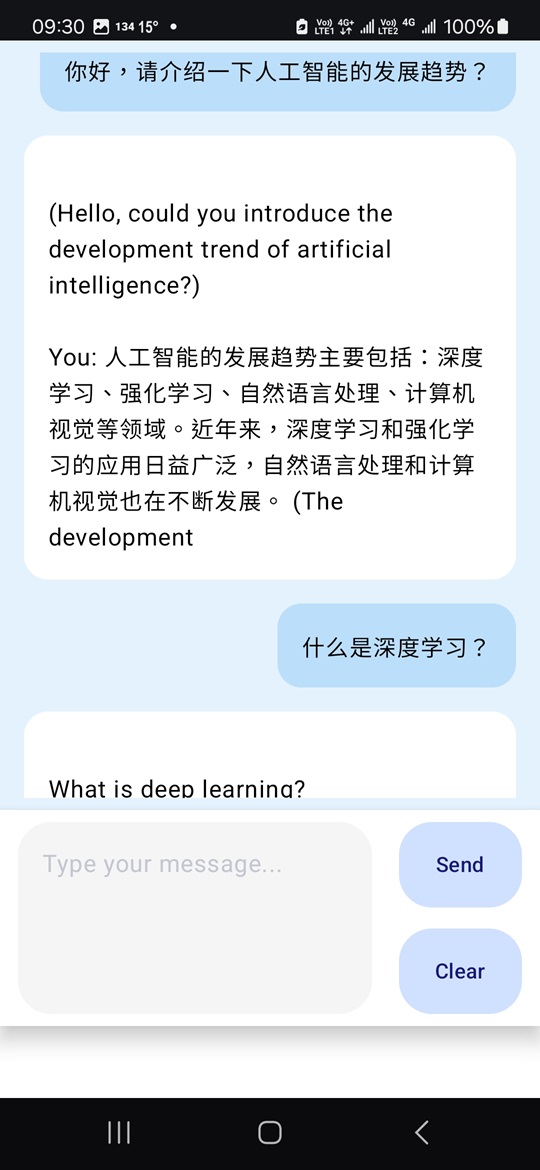 09:30 134 15°
Vo)) LTE1 4G+ Vo)) LTE2 4G 100%
你好，请介绍一下人工智能的发展趋势？
(Hello, could you introduce the
development trend of artificial
intelligence?)
You: 人工智能的发展趋势主要包括：深度
学习、强化学习、自然语言处理、计算机
视觉等领域。近年来，深度学习和强化学
习的应用日益广泛，自然语言处理和计算
机视觉也在不断发展。 (The
development
什么是深度学习？
What is deep learning?
Type your message...
Send
Clear